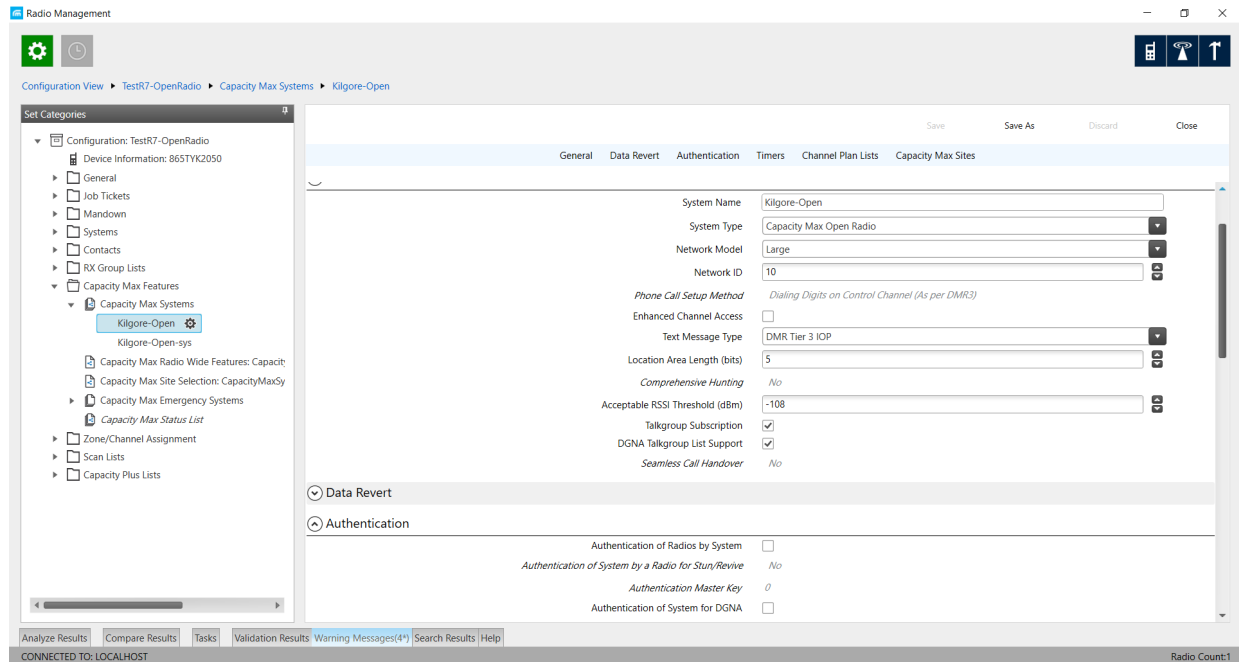 Radio Management
Configuration View ▸ TestR7-OpenRadio ▸ Capacity Max Systems ▸ Kilgore-Open
Set Categories
Configuration: TestR7-OpenRadio
Device Information: 865TYK2050
General
Job Tickets
Mandown
Systems
Contacts
RX Group Lists
Capacity Max Features
Capacity Max Systems
Kilgore-Open
Kilgore-Open-sys
Capacity Max Radio Wide Features: Capacit
Capacity Max Site Selection: CapacityMaxSy
Capacity Max Emergency Systems
Capacity Max Status List
Zone/Channel Assignment
Scan Lists
Capacity Plus Lists
Save Save As Discard Close
General Data Revert Authentication Timers Channel Plan Lists Capacity Max Sites
System Name Kilgore-Open
System Type Capacity Max Open Radio
Network Model Large
Network ID 10
Phone Call Setup Method Dialing Digits on Control Channel (As per DMR3)
Enhanced Channel Access
Text Message Type DMR Tier 3 IOP
Location Area Length (bits) 5
Comprehensive Hunting No
Acceptable RSSI Threshold (dBm) -108
Talkgroup Subscription
DGNA Talkgroup List Support
Seamless Call Handover No
Data Revert
Authentication
Authentication of Radios by System
Authentication of System by a Radio for Stun/Revive No
Authentication Master Key 0
Authentication of System for DGNA
Analyze Results Compare Results Tasks Validation Results Warning Messages(4*) Search Results Help
CONNECTED TO: LOCALHOST Radio Count:1